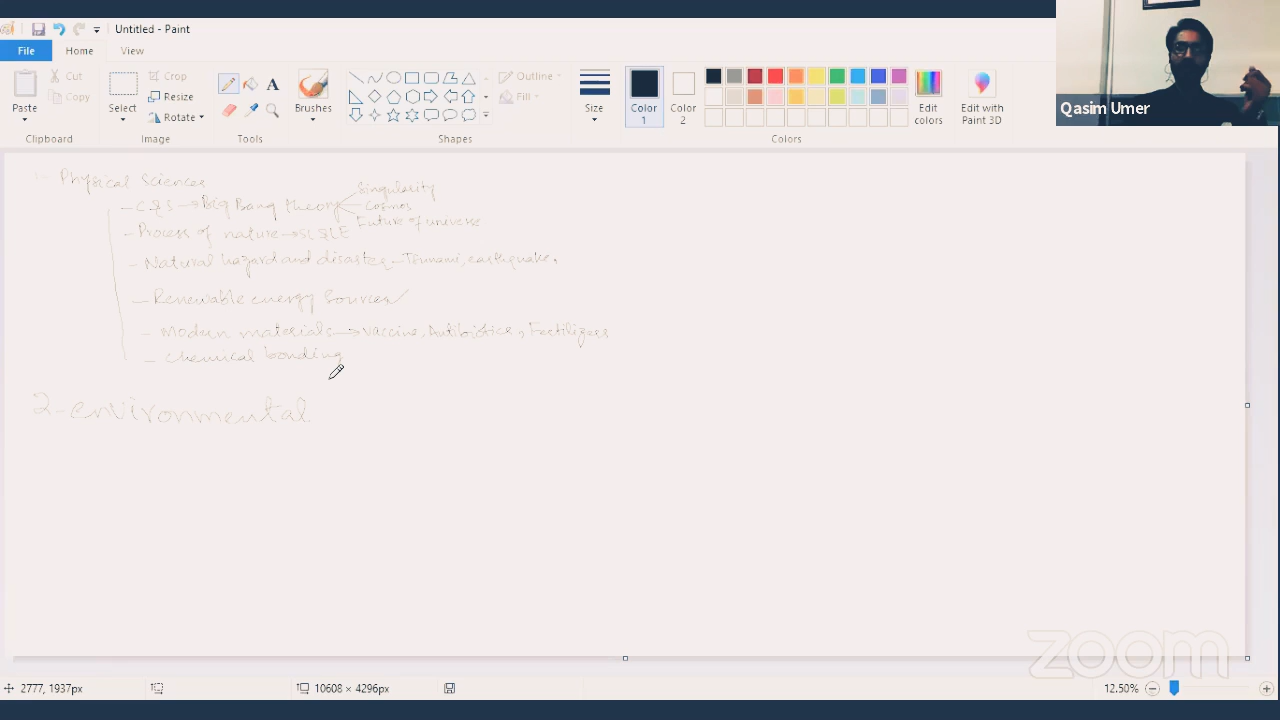 Untitled - Paint
File Home View
Cut
Copy
Paste
Clipboard
Crop
Resize
Rotate
Select
Image
Tools
Brushes
Shapes
Outline
Fill
Size
Color 1
Color 2
Colors
Edit colors
Edit with Paint 3D
Qasim Umer
Physical Sciences
Singularity
- Big Bang theory
Cosmos
Future of universe
- Process of nature
- Natural hazard and disaster - Tsunami, earthquake,
- Renewable energy Sources
- Modern materials → Vaccine, Antibiotics, Fertilizers
- Chemical bonding
2-environmental
zoom
2777, 1937px
10608 × 4296px
12.50%